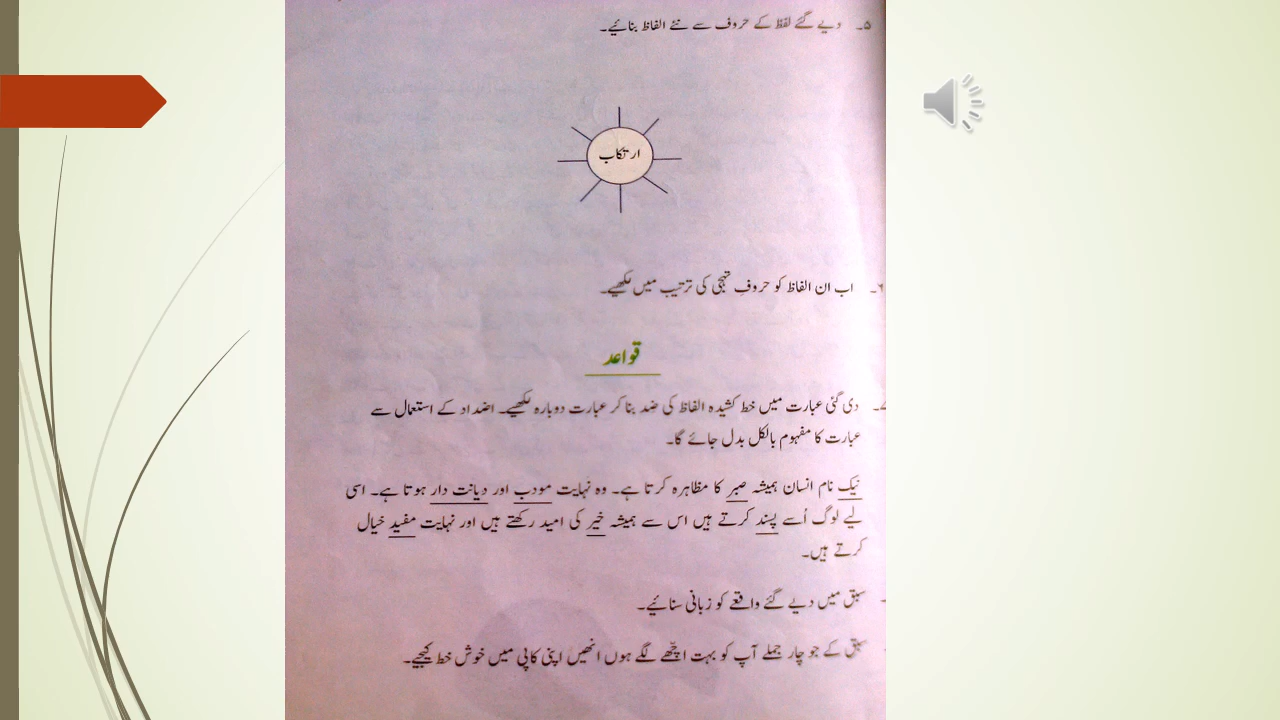 ۵۔ دیے گئے لفظ کے حروف سے نئے الفاظ بنائیے۔
ارتکاب
۶۔ اب ان الفاظ کو حروفِ تہجی کی ترتیب میں لکھیے۔
قواعد
۷۔ دی گئی عبارت میں خط کشیدہ الفاظ کی ضد بنا کر عبارت دوبارہ لکھیے۔ اضداد کے استعمال سے
عبارت کا مفہوم بالکل بدل جائے گا۔
نیک نام انسان ہمیشہ صبر کا مظاہرہ کرتا ہے۔ وہ نہایت مودب اور دیانت دار ہوتا ہے۔ اسی
لیے لوگ اُسے پسند کرتے ہیں اس سے ہمیشہ خیر کی امید رکھتے ہیں اور نہایت مفید خیال
کرتے ہیں۔
سبق میں دیے گئے واقعے کو زبانی سنائیے۔
سبق کے جو چار جملے آپ کو بہت اچھّے لگے ہوں انھیں اپنی کاپی میں خوش خط کیجیے۔